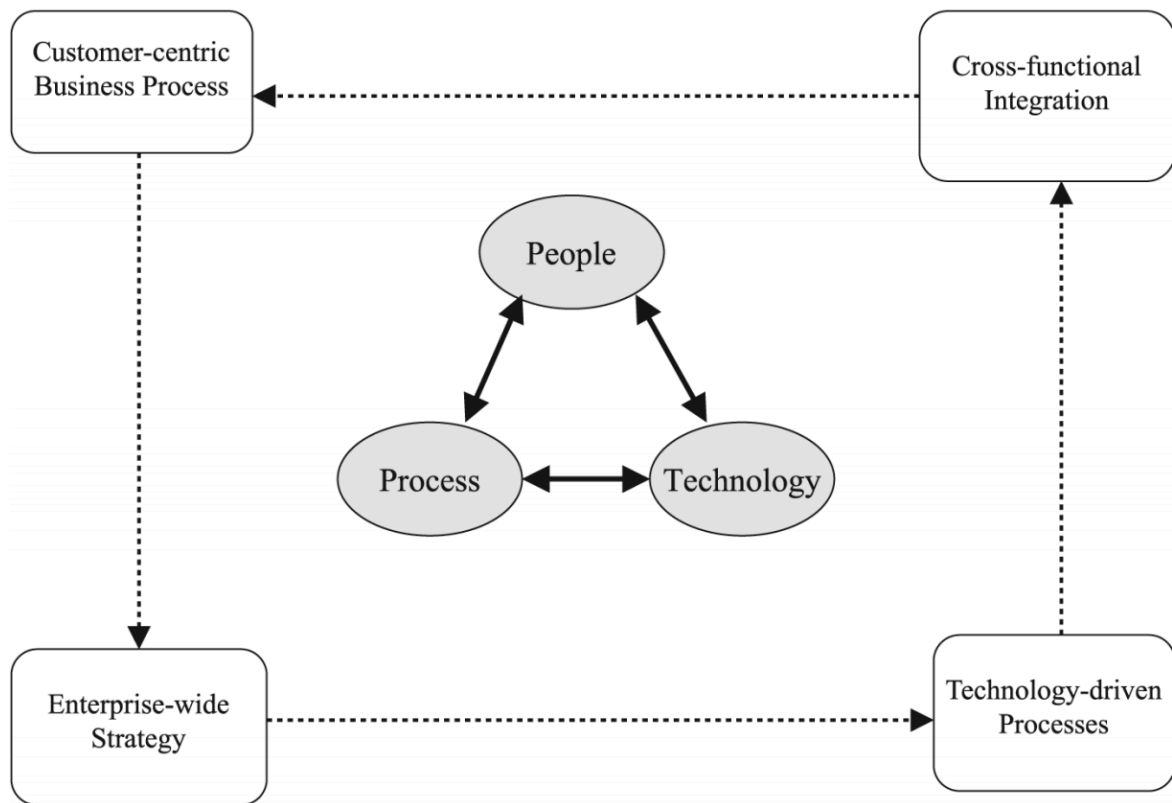 Customer-centric
Business Process
Cross-functional
Integration
People
Process
Technology
Enterprise-wide
Strategy
Technology-driven
Processes